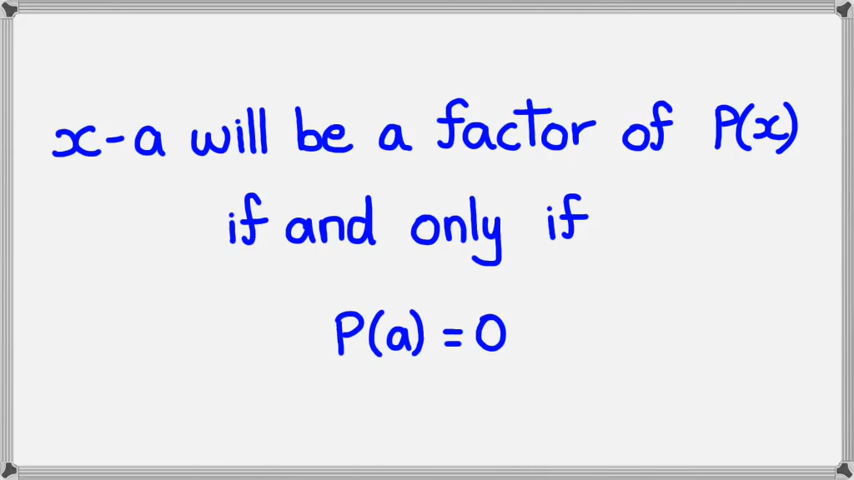 x-a will be a factor of P(x)
if and only if
P(a) = 0